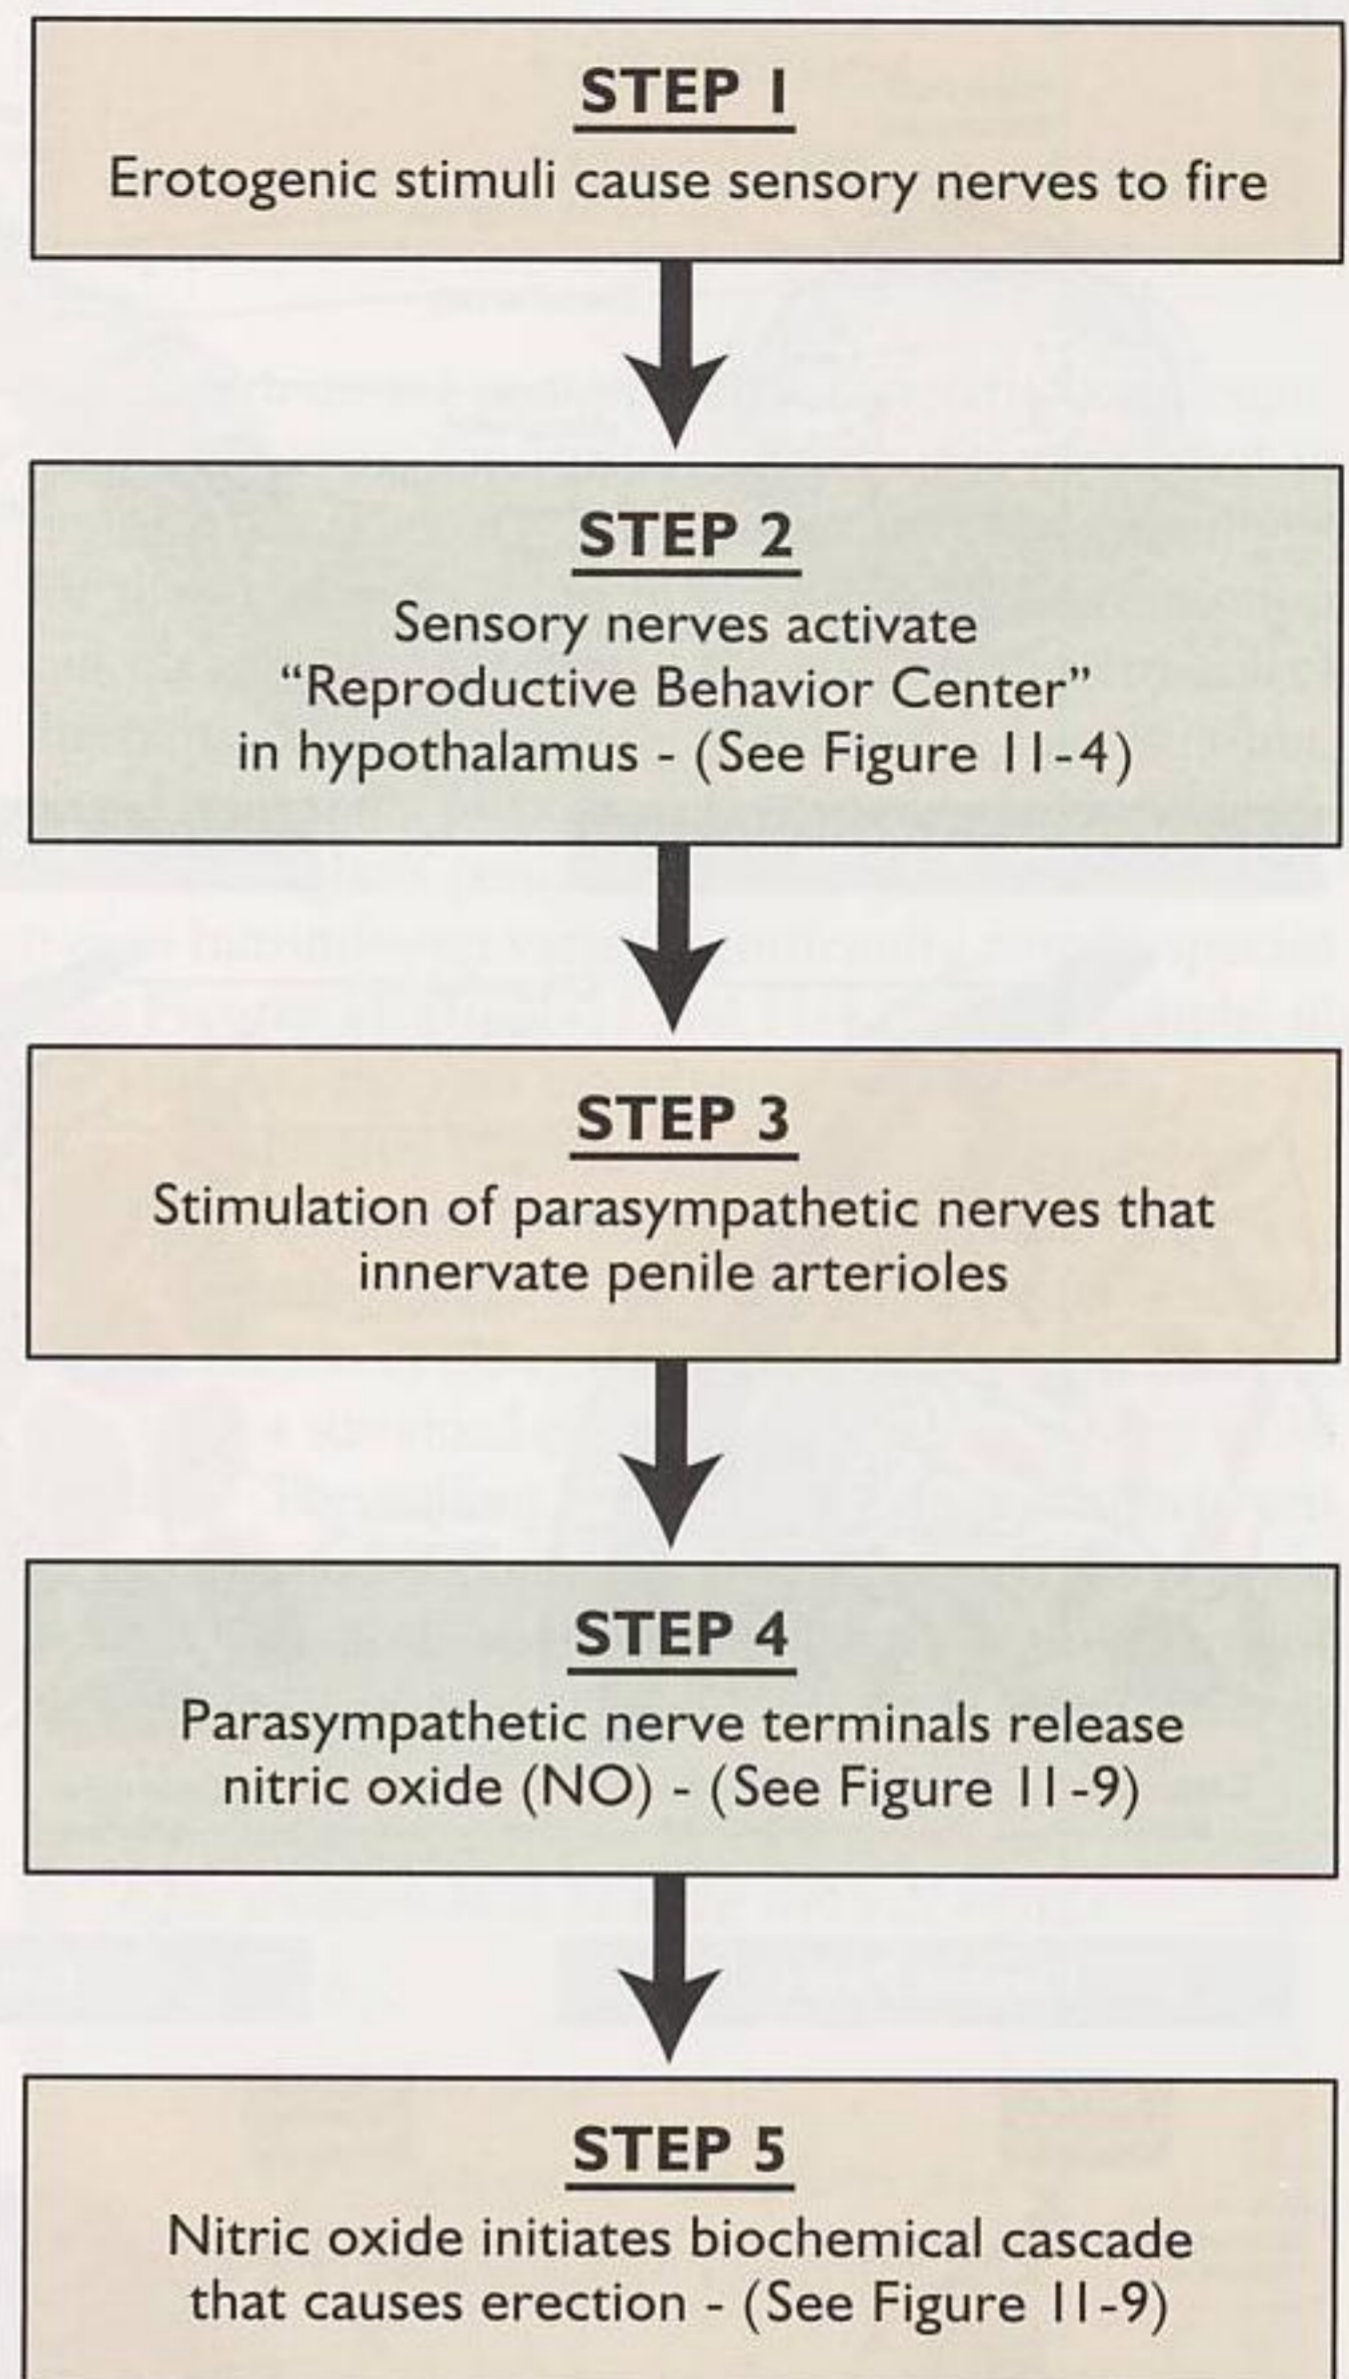 STEP 1
Erotogenic stimuli cause sensory nerves to fire
STEP 2
Sensory nerves activate
“Reproductive Behavior Center”
in hypothalamus - (See Figure 11-4)
STEP 3
Stimulation of parasympathetic nerves that
innervate penile arterioles
STEP 4
Parasympathetic nerve terminals release
nitric oxide (NO) - (See Figure 11-9)
STEP 5
Nitric oxide initiates biochemical cascade
that causes erection - (See Figure 11-9)